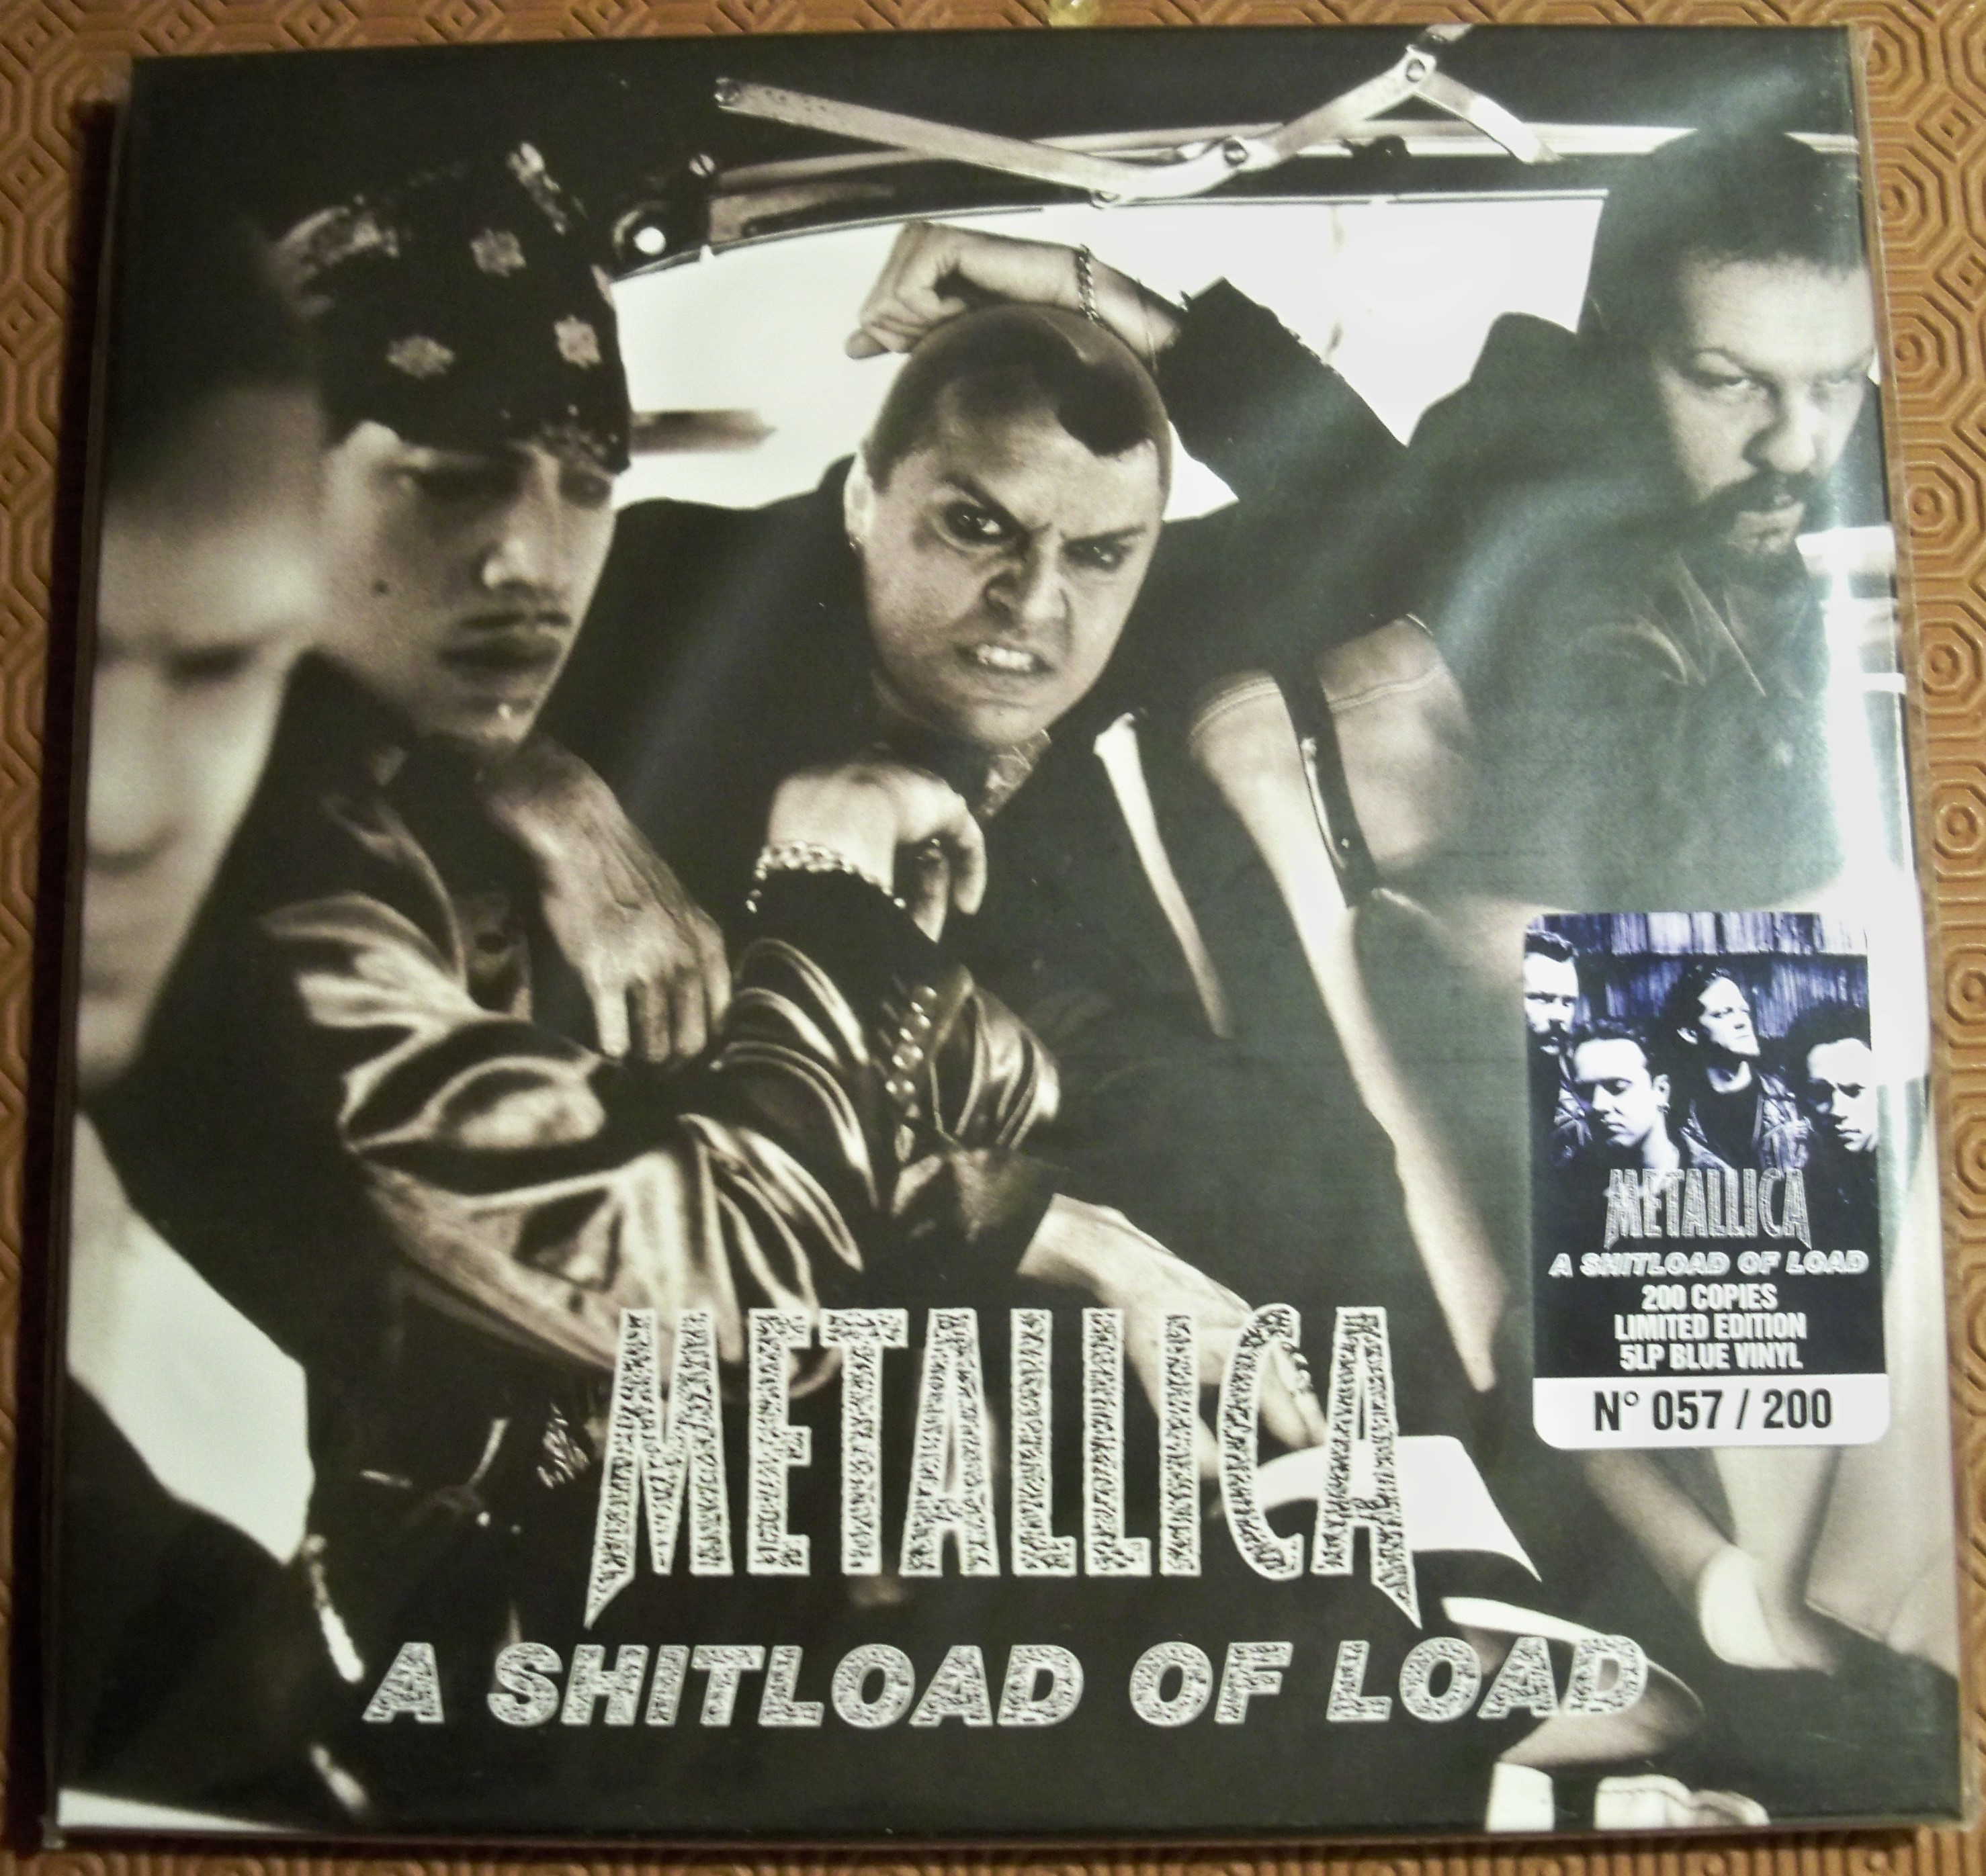 METALLICA
A SHITLOAD OF LOAD
METALLICA
A SHITLOAD OF LOAD
200 COPIES
LIMITED EDITION
5LP BLUE VINYL
N° 057 / 200